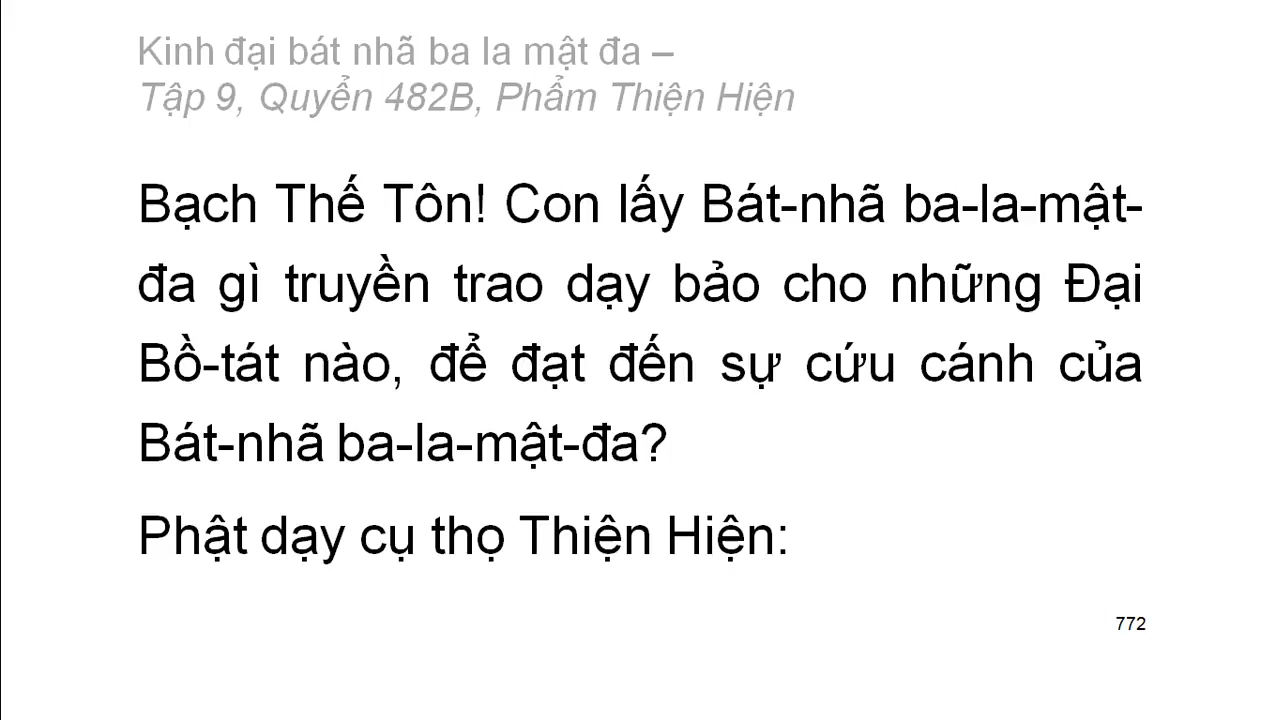 Kinh đại bát nhã ba la mật đa –
Tập 9, Quyển 482B, Phẩm Thiện Hiện
Bạch Thế Tôn! Con lấy Bát-nhã ba-la-mật-
đa gì truyền trao dạy bảo cho những Đại
Bồ-tát nào, để đạt đến sự cứu cánh của
Bát-nhã ba-la-mật-đa?
Phật dạy cụ thọ Thiện Hiện:
772